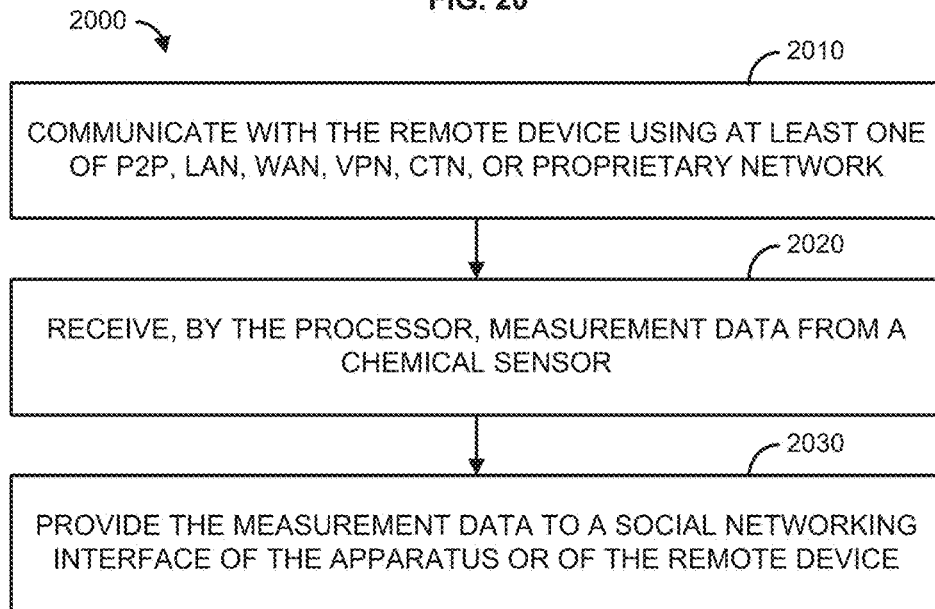 FIG. 20
2000
2010
COMMUNICATE WITH THE REMOTE DEVICE USING AT LEAST ONE
OF P2P, LAN, WAN, VPN, CTN, OR PROPRIETARY NETWORK
2020
RECEIVE, BY THE PROCESSOR, MEASUREMENT DATA FROM A
CHEMICAL SENSOR
2030
PROVIDE THE MEASUREMENT DATA TO A SOCIAL NETWORKING
INTERFACE OF THE APPARATUS OR OF THE REMOTE DEVICE